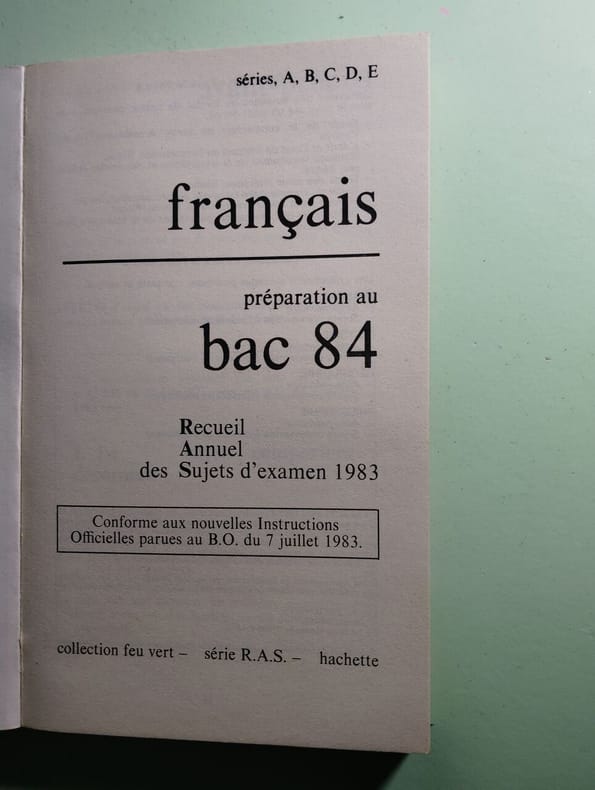 séries, A, B, C, D, E
français
préparation au
bac 84
Recueil
Annuel
des Sujets d'examen 1983
Conforme aux nouvelles Instructions
Officielles parues au B.O. du 7 juillet 1983.
collection feu vert – série R.A.S. – hachette